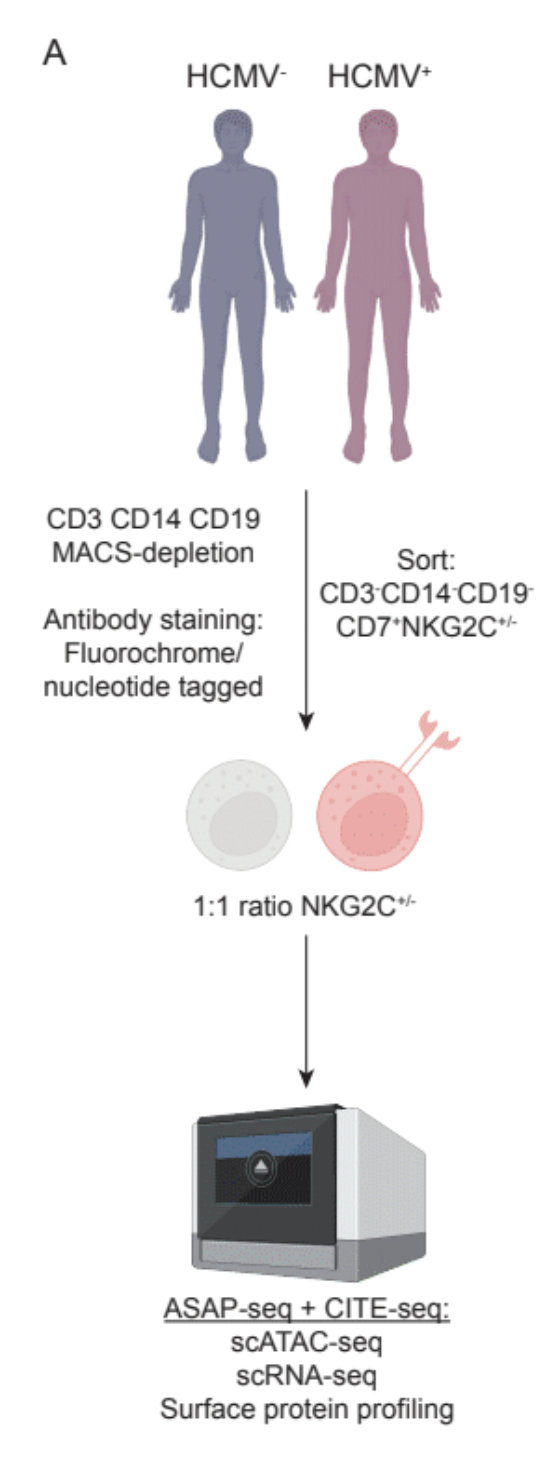 A
HCMV⁻ HCMV⁺
CD3 CD14 CD19
MACS-depletion
Antibody staining:
Fluorochrome/
nucleotide tagged
Sort:
CD3⁻CD14⁻CD19⁻
CD7⁺NKG2C⁺/⁻
1:1 ratio NKG2C⁺/⁻
ASAP-seq + CITE-seq:
scATAC-seq
scRNA-seq
Surface protein profiling